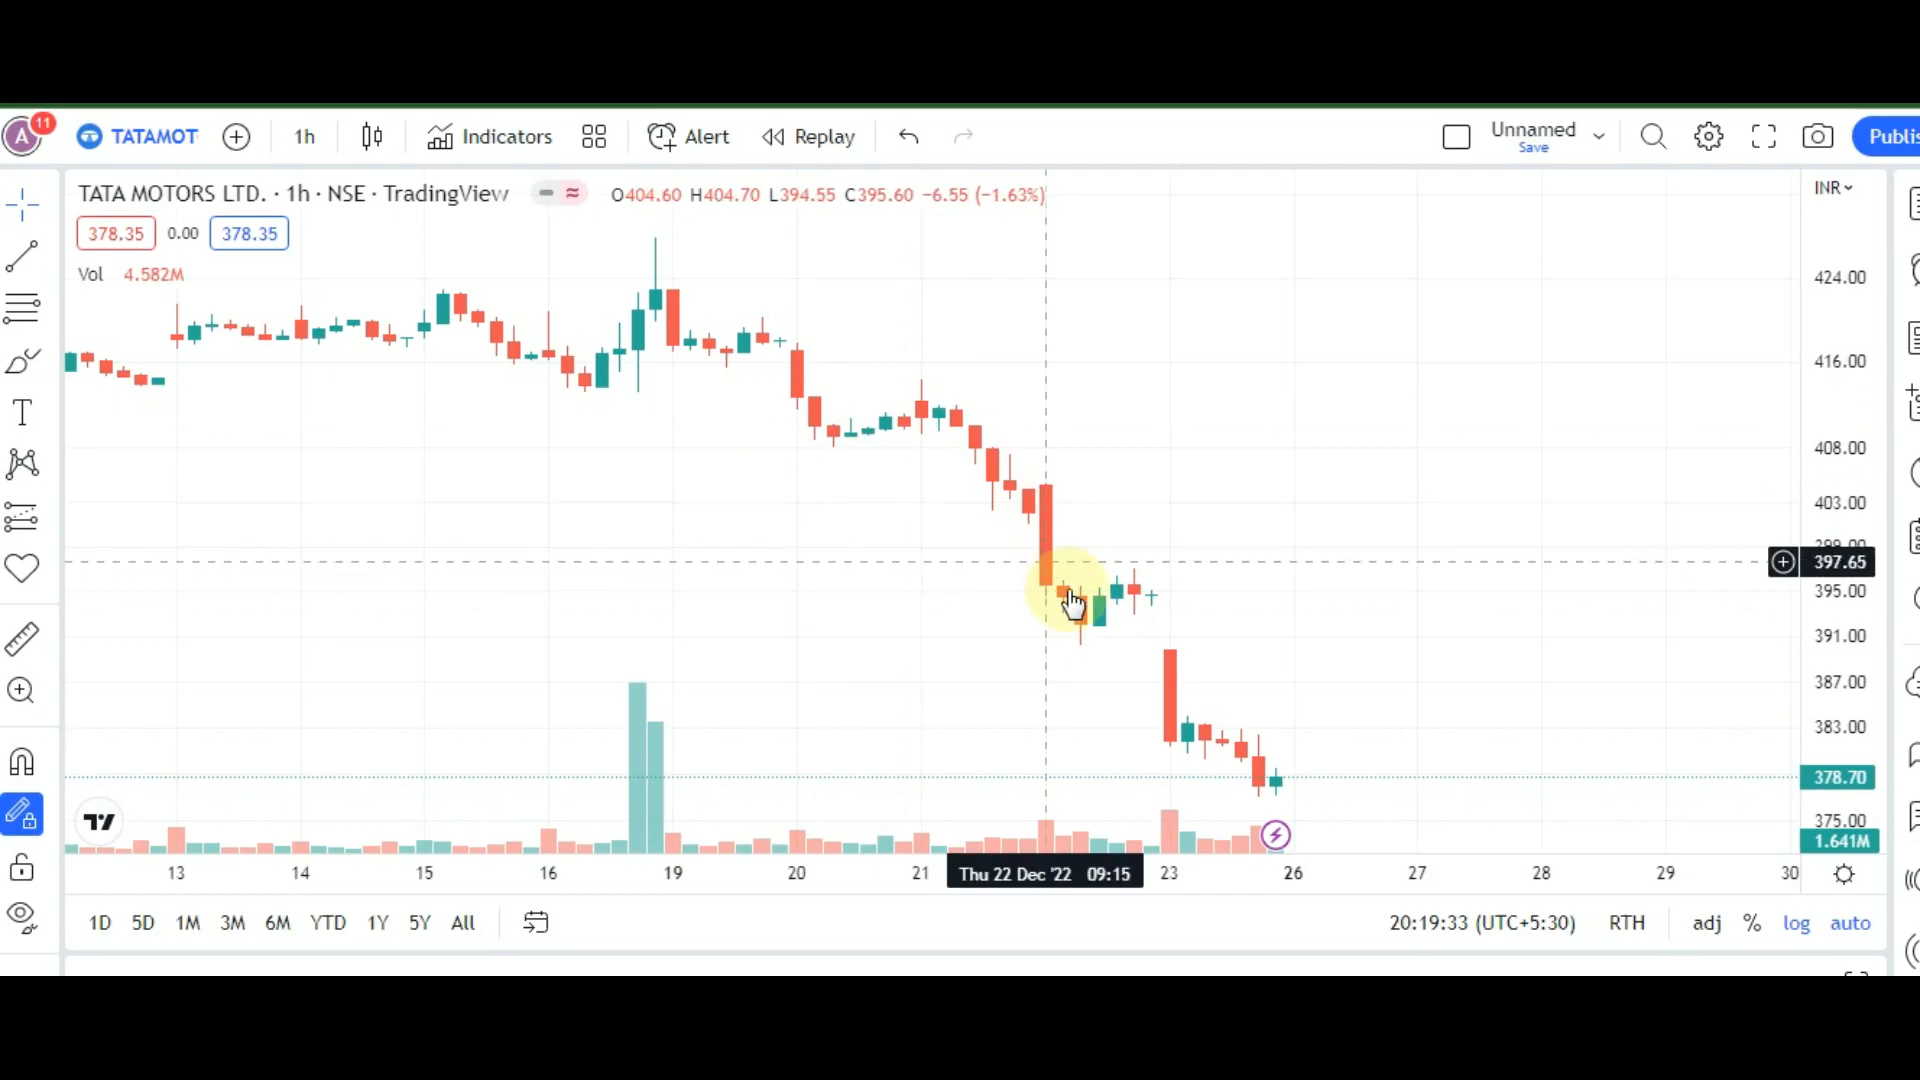 A 11 TATAMOT 1h Indicators Alert Replay Unnamed Save Publis
TATA MOTORS LTD. · 1h · NSE · TradingView O404.60 H404.70 L394.55 C395.60 −6.55 (−1.63%) INR
378.35 0.00 378.35
Vol 4.582M
424.00
416.00
408.00
403.00
399.00
397.65
395.00
391.00
387.00
383.00
378.70
375.00
1.641M
13 14 15 16 19 20 21 Thu 22 Dec '22 09:15 23 26 27 28 29 30
1D 5D 1M 3M 6M YTD 1Y 5Y All 20:19:33 (UTC+5:30) RTH adj % log auto